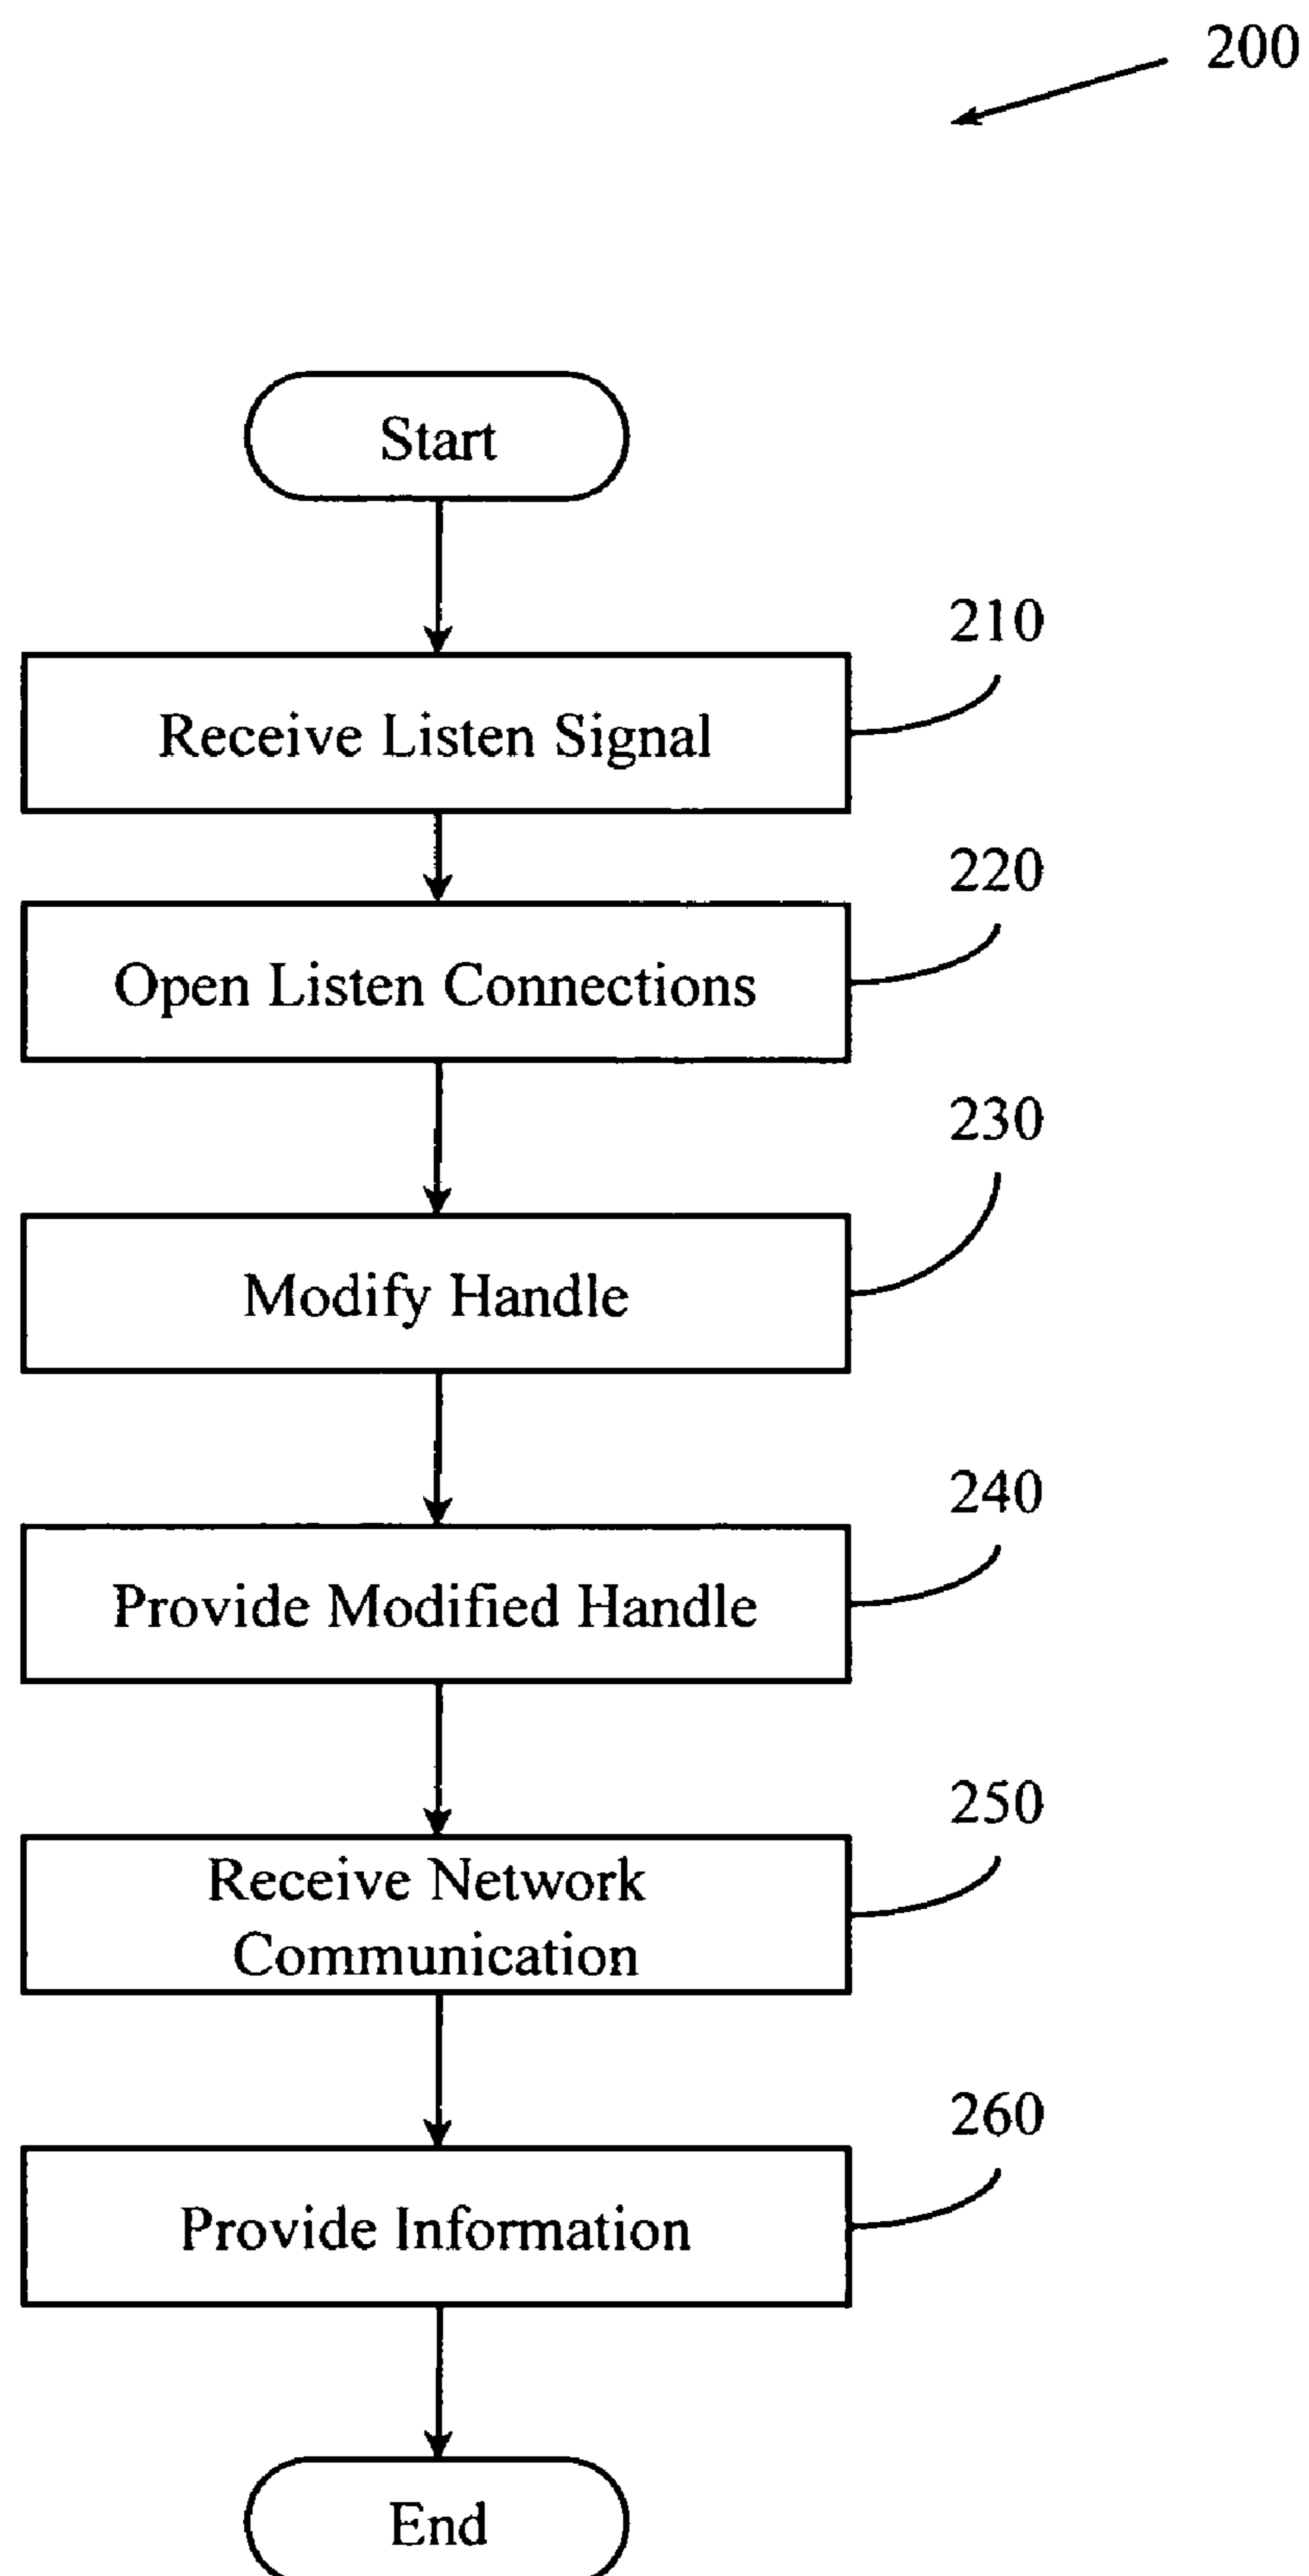 200
Start
210
Receive Listen Signal
220
Open Listen Connections
230
Modify Handle
240
Provide Modified Handle
250
Receive Network
Communication
260
Provide Information
End